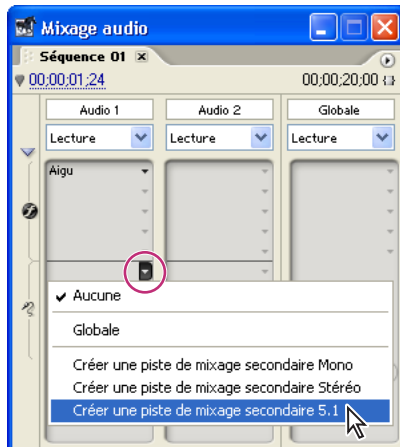 Mixage audio
Séquence 01
00;00;01;24 00;00;20;00
Audio 1 Audio 2 Globale
Lecture Lecture Lecture
Aigu
Aucune
Globale
Créer une piste de mixage secondaire Mono
Créer une piste de mixage secondaire Stéréo
Créer une piste de mixage secondaire 5.1